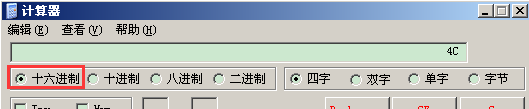 计算器
编辑(E) 查看(V) 帮助(H)
4C
十六进制 十进制 八进制 二进制 四字 双字 单字 字节